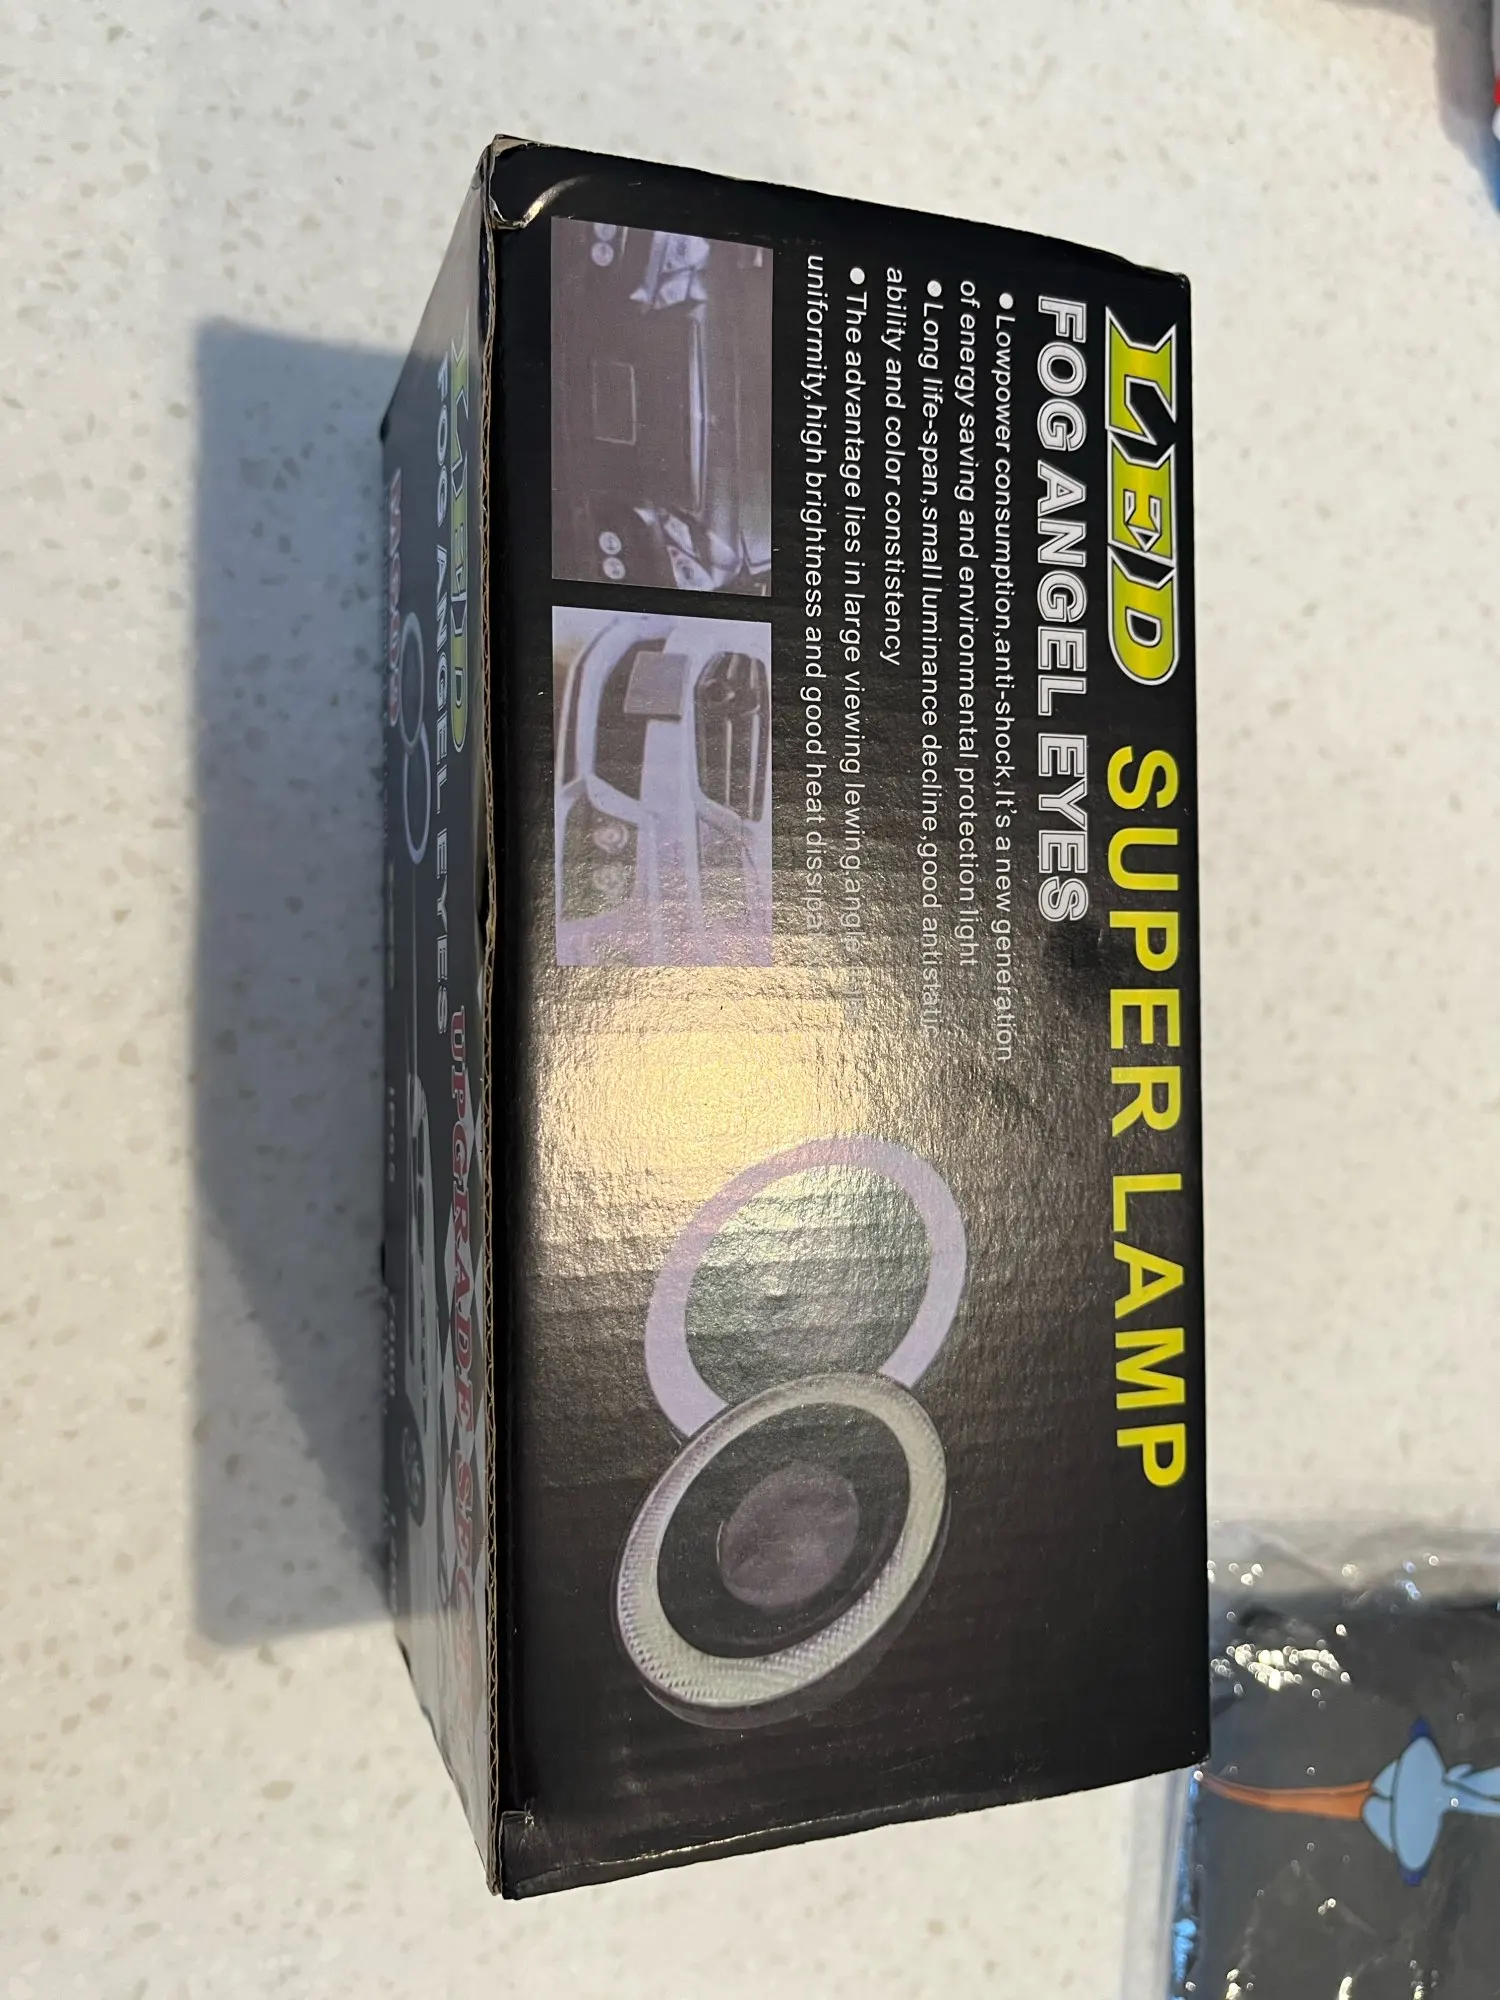 LED SUPER LAMP
FOG ANGEL EYES
●Lowpower consumption,anti-shock,It's a new generation
of energy saving and environmental protection light.
●Long life-span,small luminance decline,good antistatic
ability and color constistency
●The advantage lies in large viewing lewing,angle
uniformity,high brightness and good heat dissipa
LED
FOG ANGEL EYES
UPGRADE